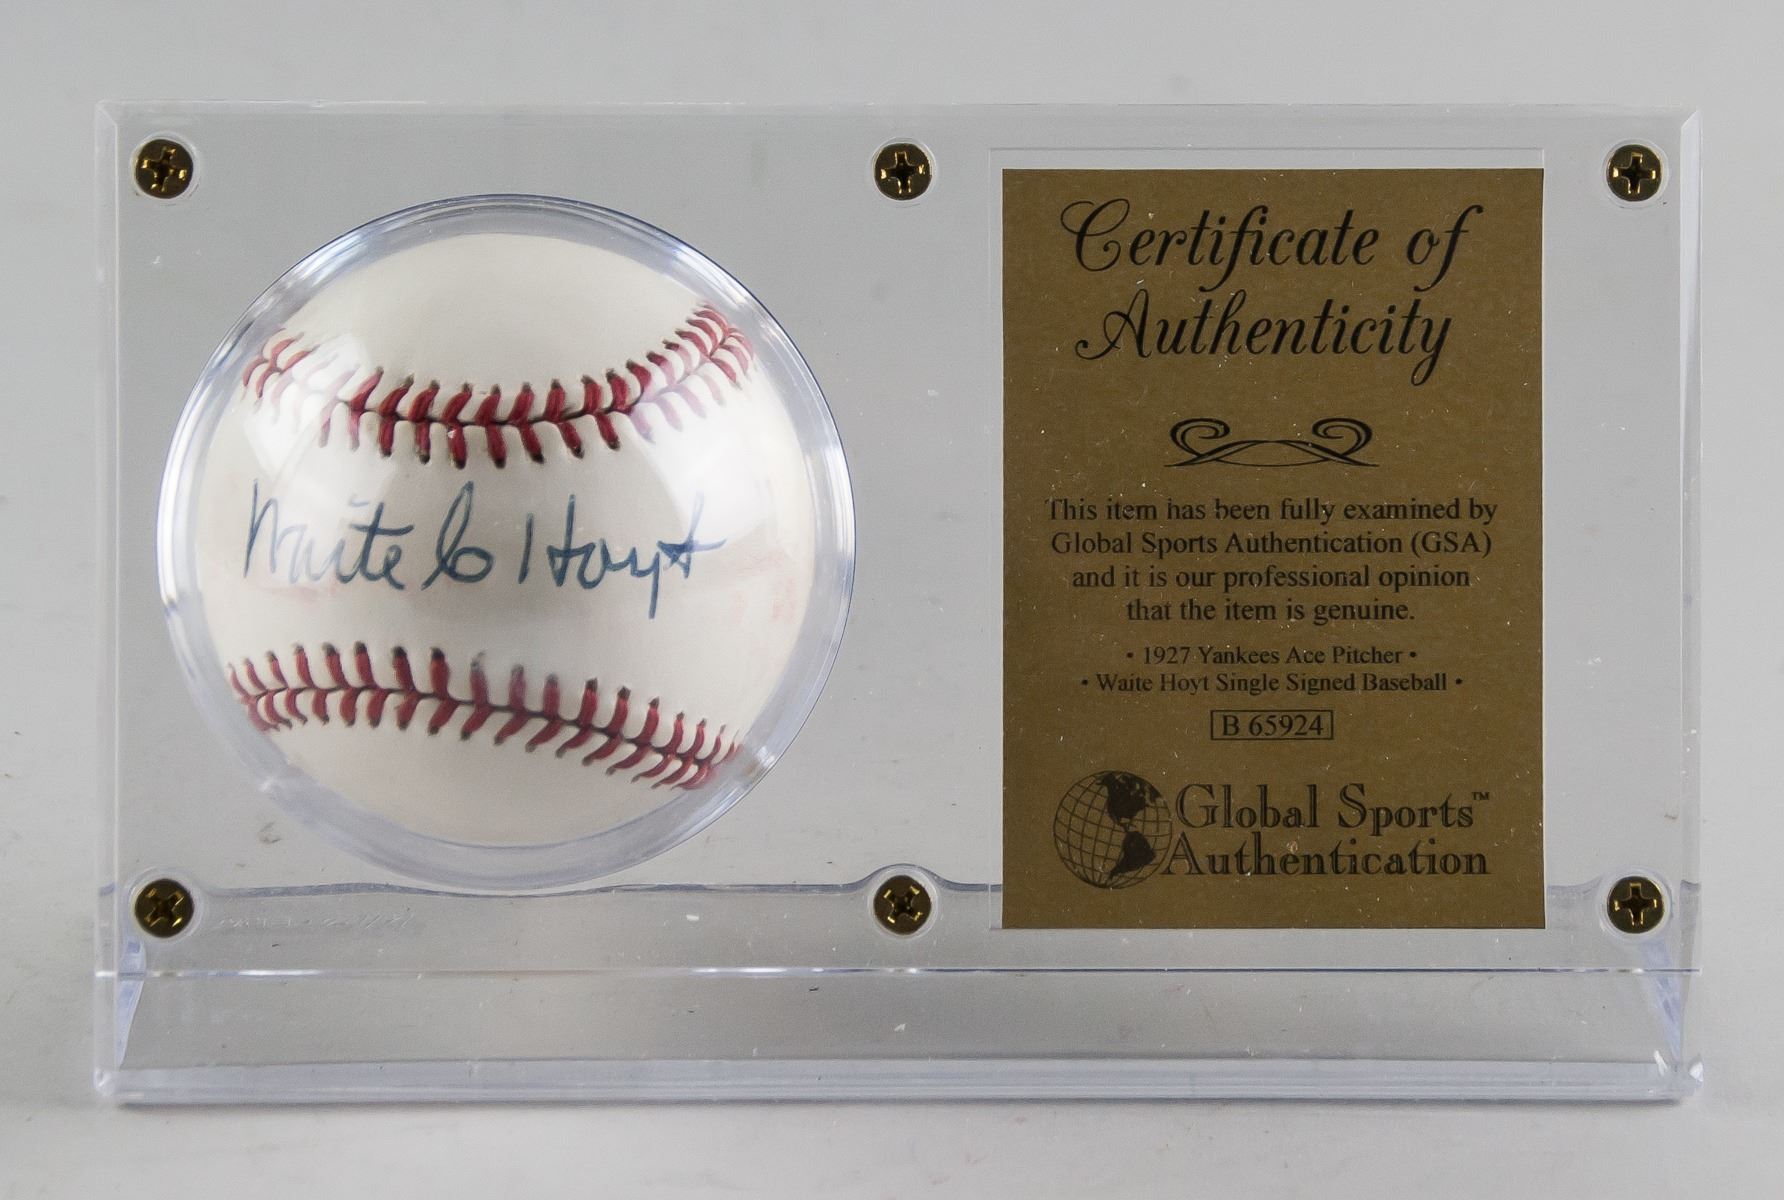 Waite C Hoyt
Certificate of
Authenticity
This item has been fully examined by
Global Sports Authentication (GSA)
and it is our professional opinion
that the item is genuine.
• 1927 Yankees Ace Pitcher •
• Waite Hoyt Single Signed Baseball •
B 65924
Global Sports™
Authentication